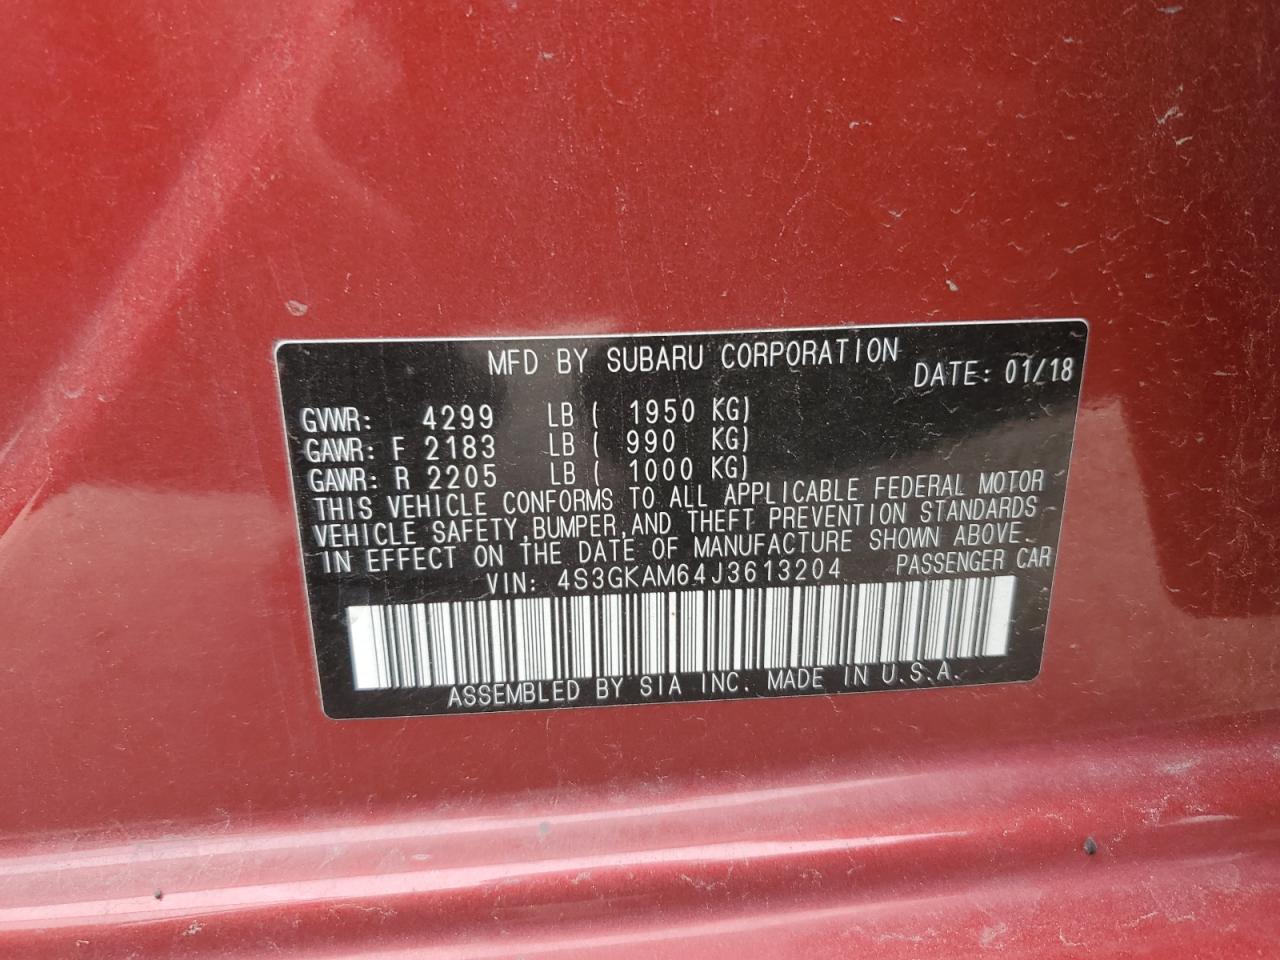 MFD BY SUBARU CORPORATION
DATE: 01/18
GVWR: 4299 LB ( 1950 KG)
GAWR: F 2183 LB ( 990 KG)
GAWR: R 2205 LB ( 1000 KG)
THIS VEHICLE CONFORMS TO ALL APPLICABLE FEDERAL MOTOR
VEHICLE SAFETY,BUMPER,AND THEFT PREVENTION STANDARDS
IN EFFECT ON THE DATE OF MANUFACTURE SHOWN ABOVE.
VIN: 4S3GKAM64J3613204 PASSENGER CAR
ASSEMBLED BY SIA INC. MADE IN U.S.A.